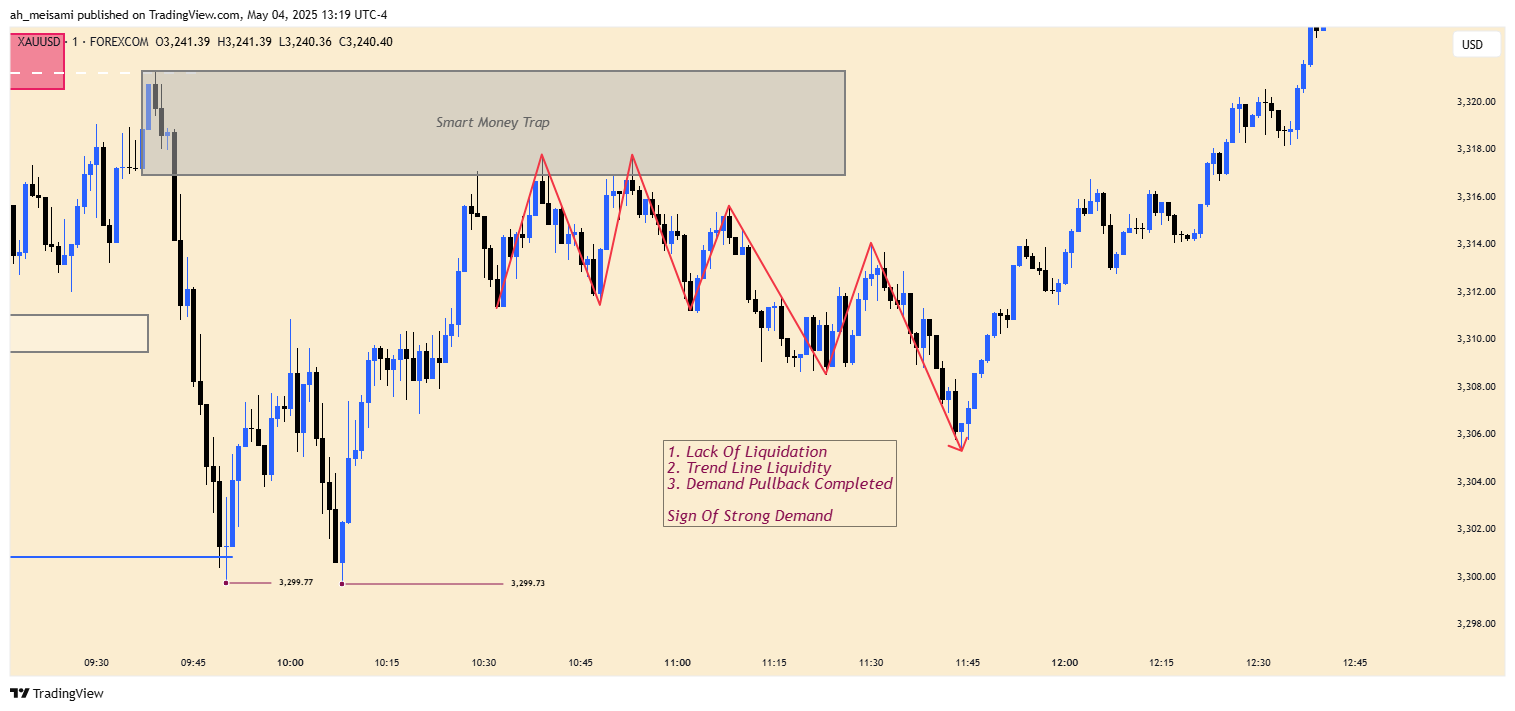 ah_meisami published on TradingView.com, May 04, 2025 13:19 UTC-4
XAUUSD · 1 · FOREXCOM O3,241.39 H3,241.39 L3,240.36 C3,240.40
USD
Smart Money Trap
3,320.00
3,318.00
3,316.00
3,314.00
3,312.00
3,310.00
3,308.00
3,306.00
3,304.00
3,302.00
3,300.00
3,298.00
1. Lack Of Liquidation
2. Trend Line Liquidity
3. Demand Pullback Completed
Sign Of Strong Demand
3,299.77
3,299.73
09:30 09:45 10:00 10:15 10:30 10:45 11:00 11:15 11:30 11:45 12:00 12:15 12:30 12:45
TradingView